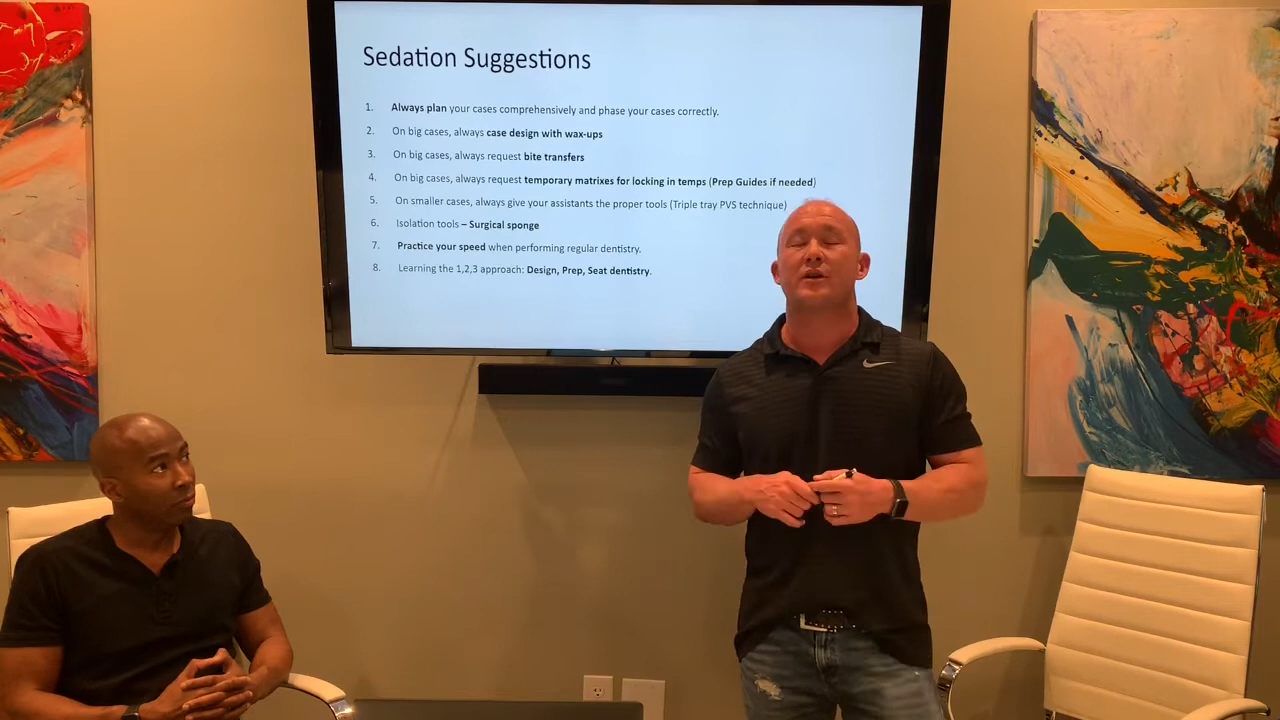 Sedation Suggestions
1. Always plan your cases comprehensively and phase your cases correctly.
2. On big cases, always case design with wax-ups
3. On big cases, always request bite transfers
4. On big cases, always request temporary matrixes for locking in temps (Prep Guides if needed)
5. On smaller cases, always give your assistants the proper tools (Triple tray PVS technique)
6. Isolation tools – Surgical sponge
7. Practice your speed when performing regular dentistry.
8. Learning the 1,2,3 approach: Design, Prep, Seat dentistry.